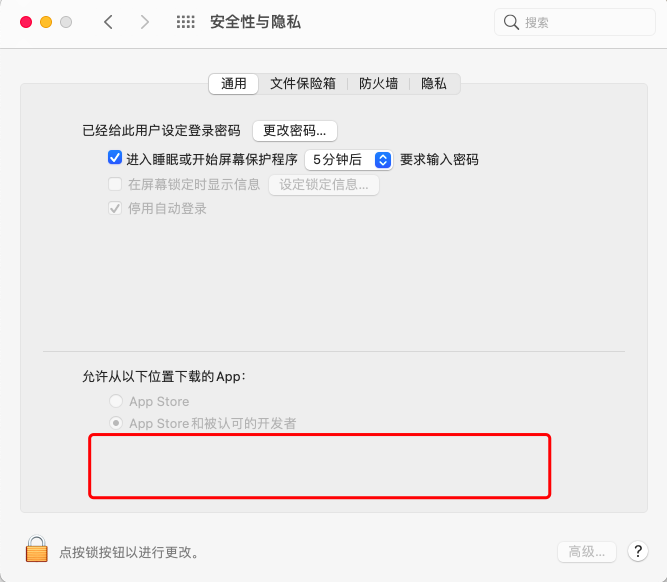 安全性与隐私
搜索
通用 文件保险箱 防火墙 隐私
已经给此用户设定登录密码 更改密码...
进入睡眠或开始屏幕保护程序 5分钟后 要求输入密码
在屏幕锁定时显示信息 设定锁定信息...
停用自动登录
允许从以下位置下载的App：
App Store
App Store和被认可的开发者
点按锁按钮以进行更改。
高级... ?